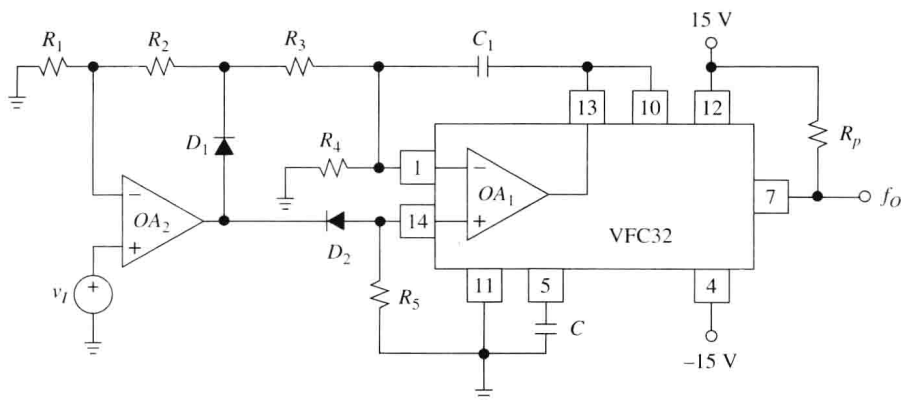 R1
R2
R3
C1
15 V
13
10
12
Rp
D1
R4
1
−
OA1
+
14
7
fO
−
OA2
+
D2
VFC32
vI
+
R5
11
5
4
C
−15 V